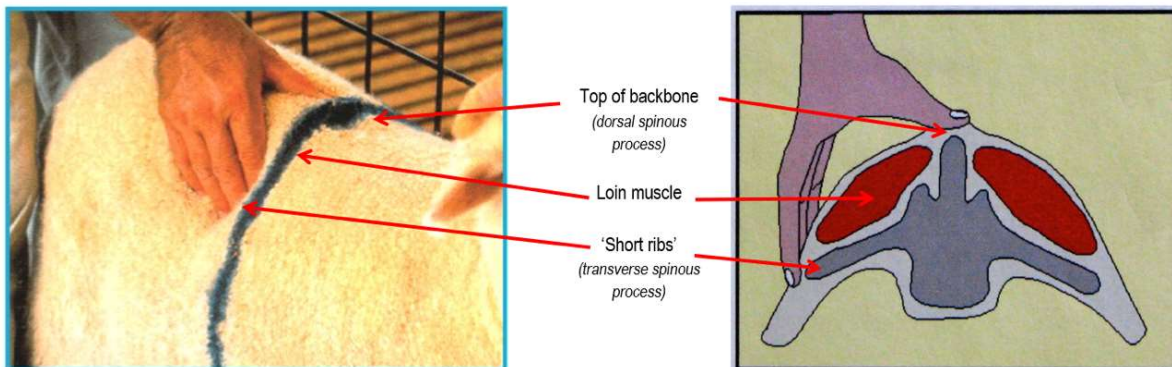 Top of backbone
(dorsal spinous
process)
Loin muscle
‘Short ribs’
(transverse spinous
process)